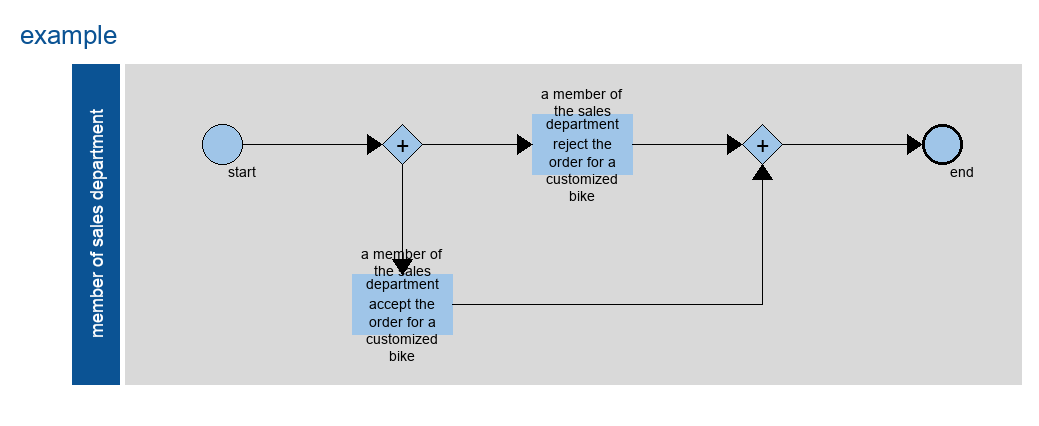 example
member of sales department
start
+
a member of
the sales
department
reject the
order for a
customized
bike
+
end
a member of
the sales
department
accept the
order for a
customized
bike